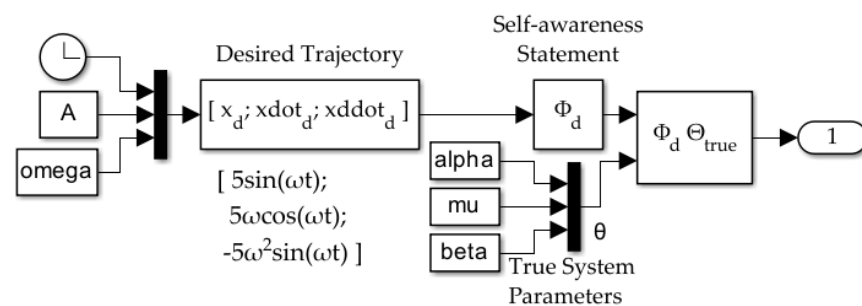 Self-awareness
Statement
Desired Trajectory
A
omega
[ x_d; xdot_d; xddot_d ]
Φ_d
Φ_d Θ_true
1
[ 5sin(ωt);
5ωcos(ωt);
-5ω²sin(ωt) ]
alpha
mu
beta
θ
True System
Parameters